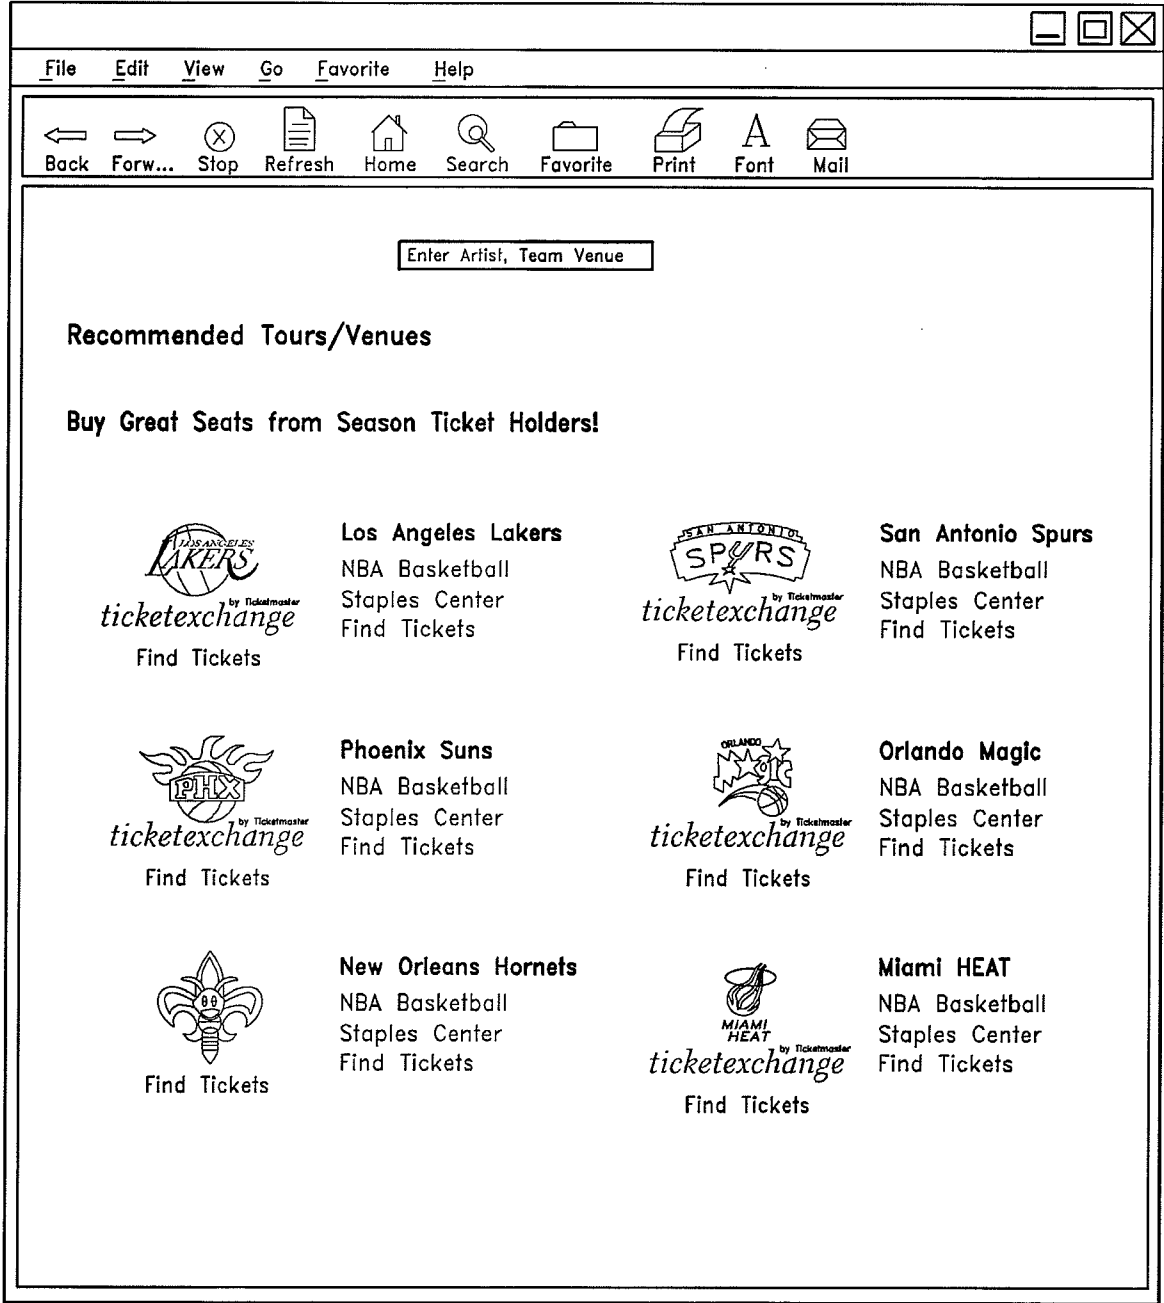 File Edit View Go Favorite Help
Back Forw... Stop Refresh Home Search Favorite Print Font Mail
Enter Artist, Team Venue
Recommended Tours/Venues
Buy Great Seats from Season Ticket Holders!
LOS ANGELES
LAKERS
by Ticketmaster
ticketexchange
Find Tickets
Los Angeles Lakers
NBA Basketball
Staples Center
Find Tickets
SAN ANTONIO
SPURS
by Ticketmaster
ticketexchange
Find Tickets
San Antonio Spurs
NBA Basketball
Staples Center
Find Tickets
PHX
by Ticketmaster
ticketexchange
Find Tickets
Phoenix Suns
NBA Basketball
Staples Center
Find Tickets
ORLANDO
Magic
by Ticketmaster
ticketexchange
Find Tickets
Orlando Magic
NBA Basketball
Staples Center
Find Tickets
Find Tickets
New Orleans Hornets
NBA Basketball
Staples Center
Find Tickets
MIAMI
HEAT
by Ticketmaster
ticketexchange
Find Tickets
Miami HEAT
NBA Basketball
Staples Center
Find Tickets